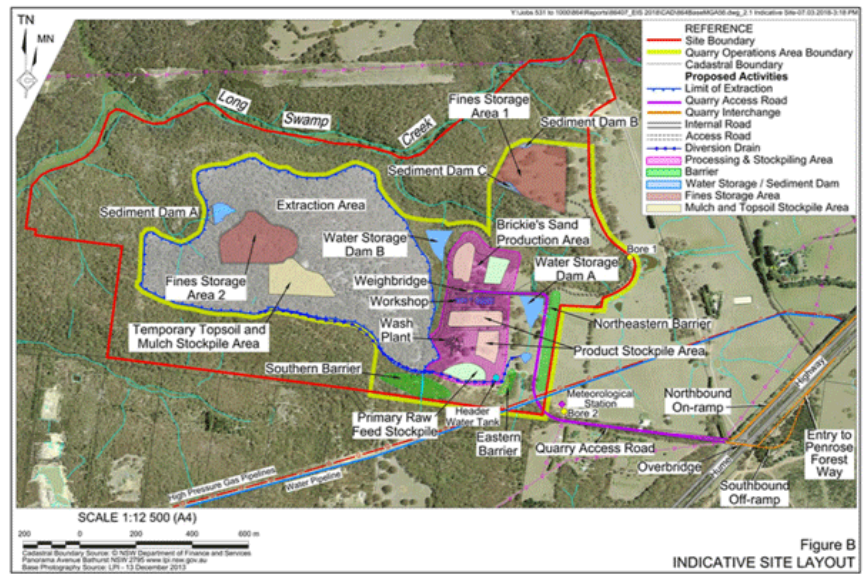 Y:\Jobs 531 to 1000\864\Reports\86407_EIS 2018\CAD\864BaseMGA56.dwg_2.1 Indicative Site-07.03.2018-3:18 PM
TN
MN
REFERENCE
Site Boundary
Quarry Operations Area Boundary
Cadastral Boundary
Proposed Activities
Limit of Extraction
Quarry Access Road
Quarry Interchange
Internal Road
Access Road
Diversion Drain
Processing & Stockpiling Area
Barrier
Water Storage / Sediment Dam
Fines Storage Area
Mulch and Topsoil Stockpile Area
Long
Swamp
Creek
Fines Storage
Area 1
Sediment Dam B
Sediment Dam C
Sediment Dam A
Extraction Area
Brickie's Sand
Production Area
Water Storage
Dam B
Water Storage
Dam A
Bore 1
Fines Storage
Area 2
Weighbridge
Workshop
Wash
Plant
Northeastern Barrier
Temporary Topsoil and
Mulch Stockpile Area
Product Stockpile Area
Southern Barrier
Meteorological
Station
Bore 2
Northbound
On-ramp
Highway
Primary Raw
Feed Stockpile
Header
Water Tank
Eastern
Barrier
Quarry Access Road
Overbridge
Hume
Entry to
Penrose
Forest
Way
Southbound
Off-ramp
High Pressure Gas Pipelines
Water Pipeline
SCALE 1:12 500 (A4)
200 0 200 400 600 m
Cadastral Boundary Source: © NSW Department of Finance and Services
Panorama Avenue Bathurst NSW 2795 www.lpi.nsw.gov.au
Base Photography Source: LPI - 13 December 2013
Figure B
INDICATIVE SITE LAYOUT